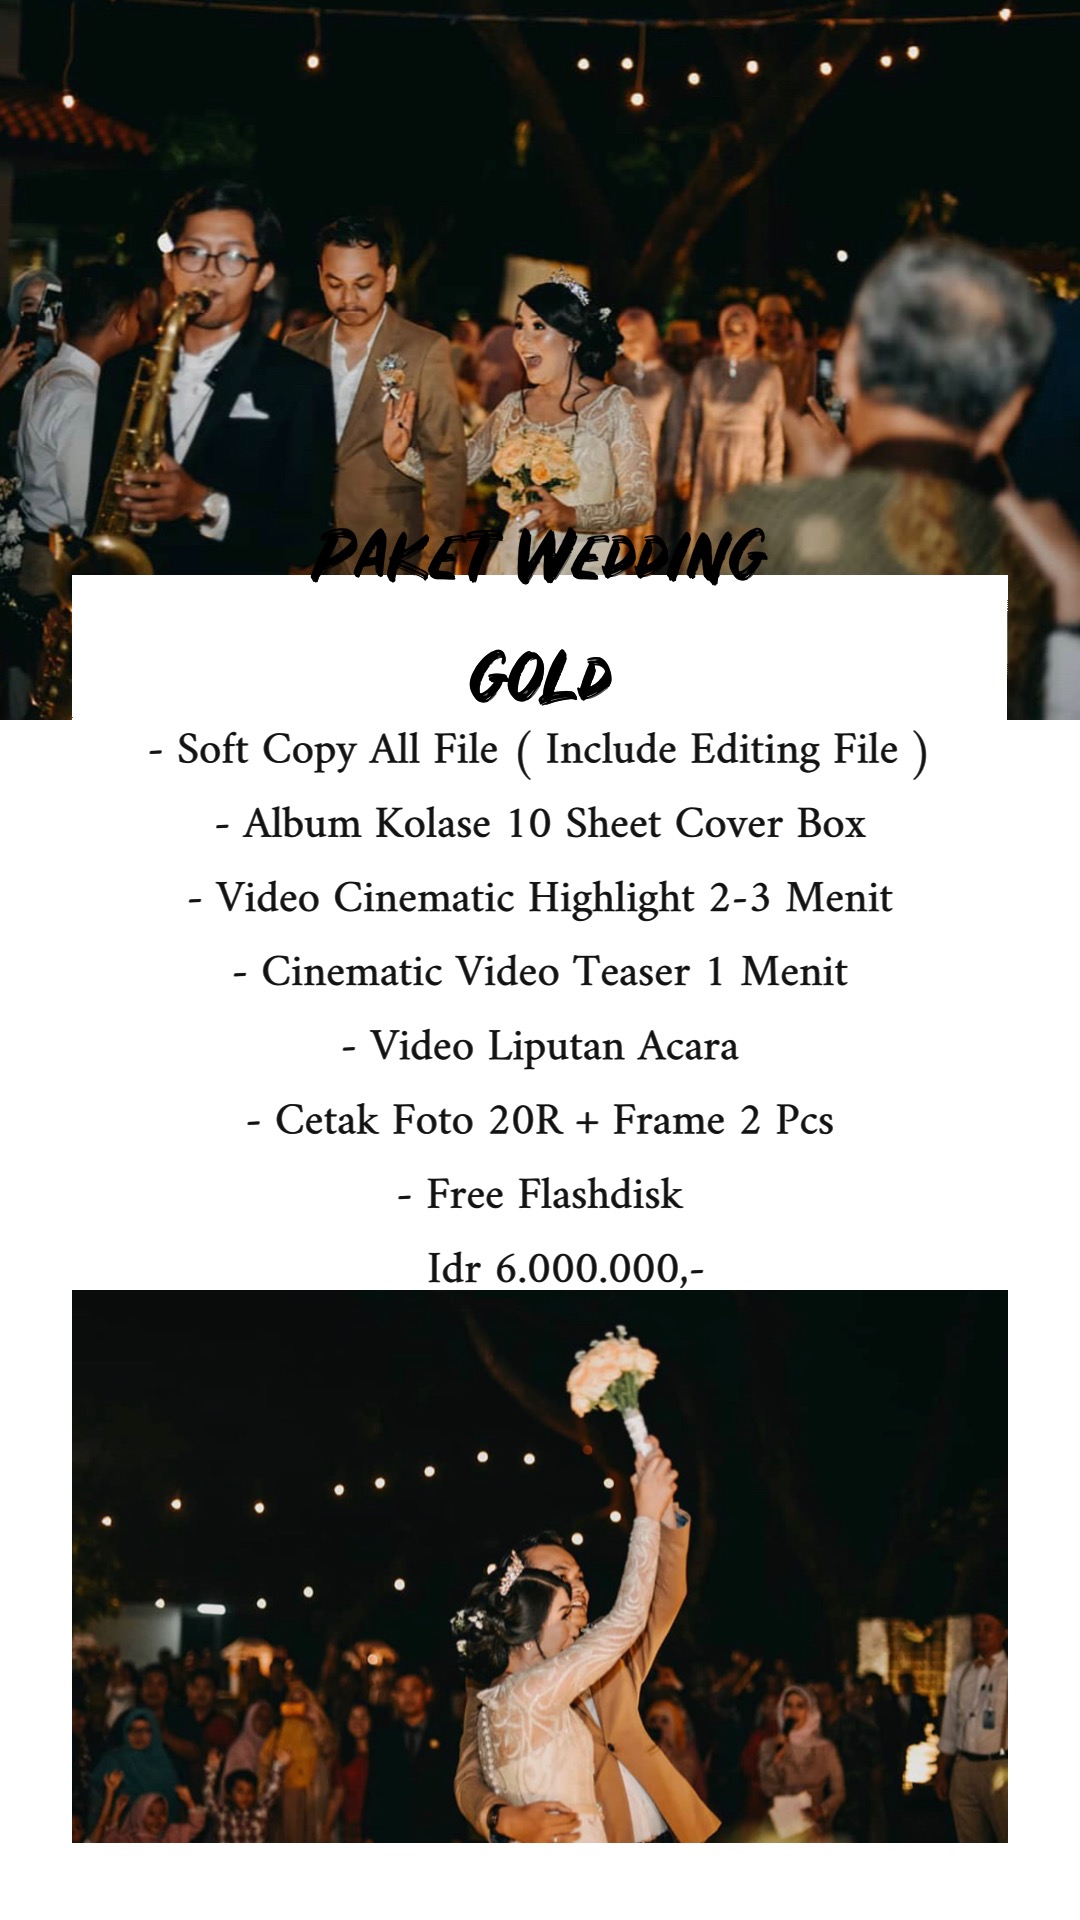 PAKET WEDDING
GOLD
- Soft Copy All File ( Include Editing File )
- Album Kolase 10 Sheet Cover Box
- Video Cinematic Highlight 2-3 Menit
- Cinematic Video Teaser 1 Menit
- Video Liputan Acara
- Cetak Foto 20R + Frame 2 Pcs
- Free Flashdisk
Idr 6.000.000,-